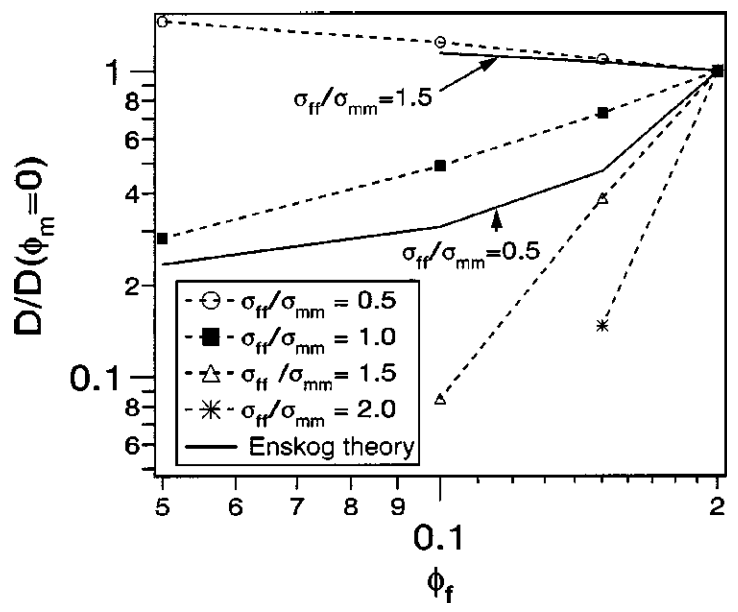 D/D(ϕm=0)
1
8
6
4
2
0.1
8
6
σff/σmm=1.5
σff/σmm=0.5
σff/σmm = 0.5
σff/σmm = 1.0
σff /σmm= 1.5
σff/σmm = 2.0
Enskog theory
5 6 7 8 9 2
0.1
ϕf